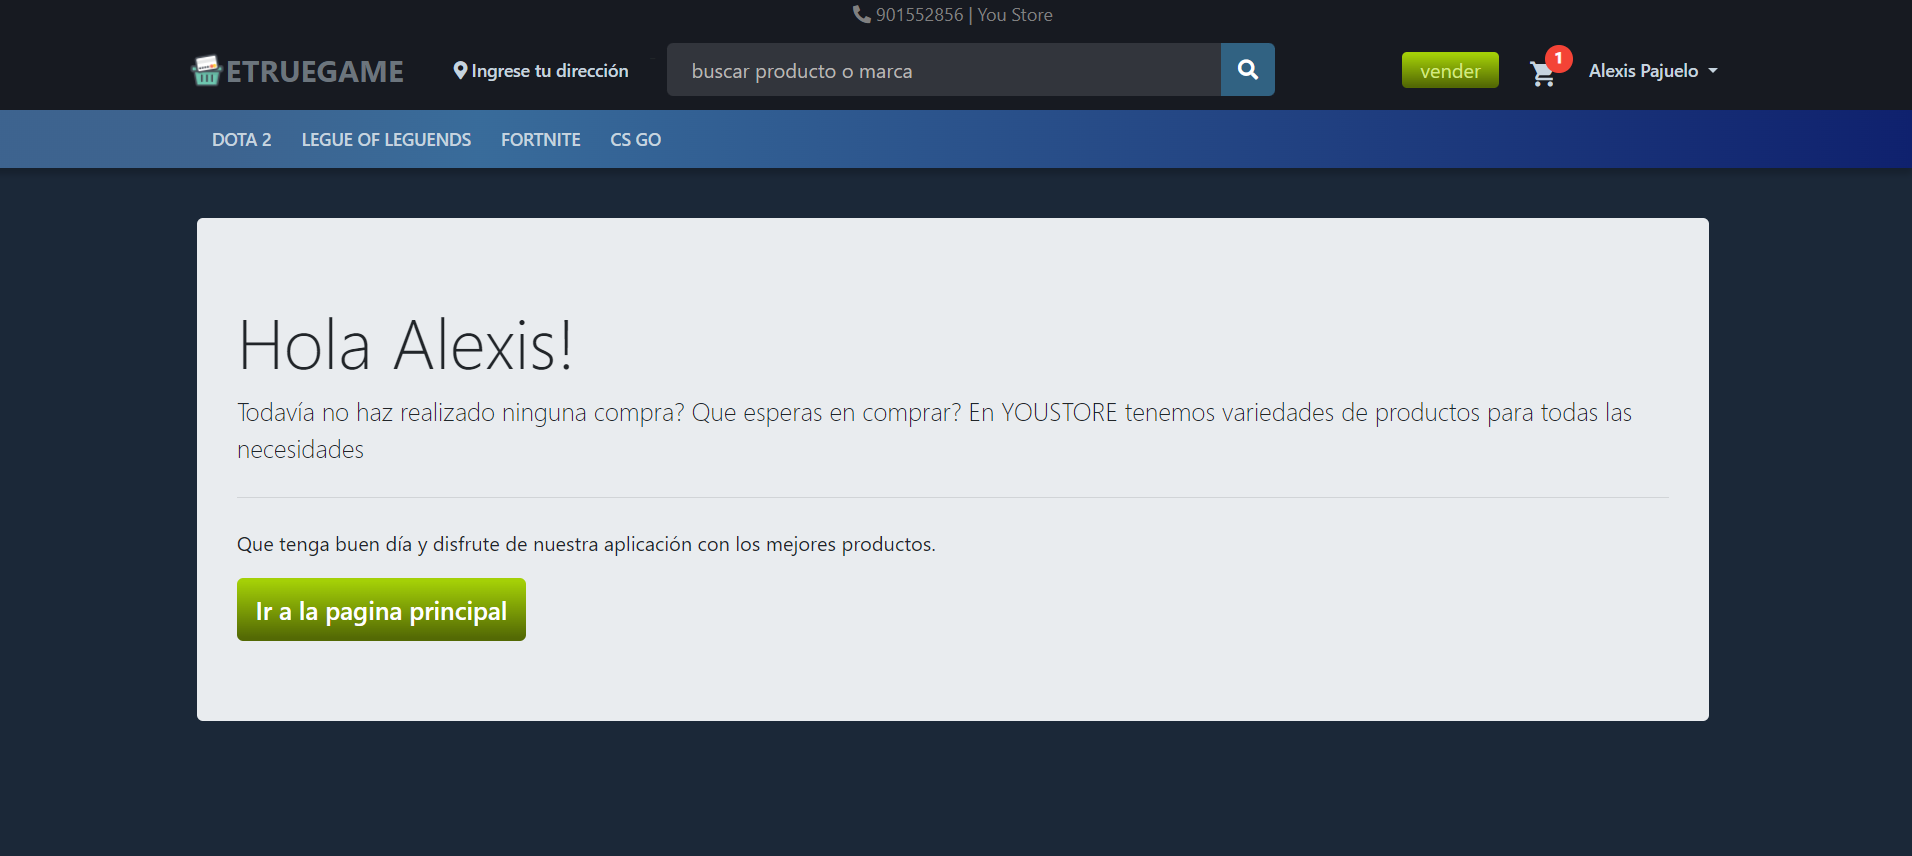 901552856 | You Store
ETRUEGAME
Ingrese tu dirección
buscar producto o marca
vender
1
Alexis Pajuelo
DOTA 2 LEGUE OF LEGUENDS FORTNITE CS GO
Hola Alexis!
Todavía no haz realizado ninguna compra? Que esperas en comprar? En YOUSTORE tenemos variedades de productos para todas las
necesidades
Que tenga buen día y disfrute de nuestra aplicación con los mejores productos.
Ir a la pagina principal